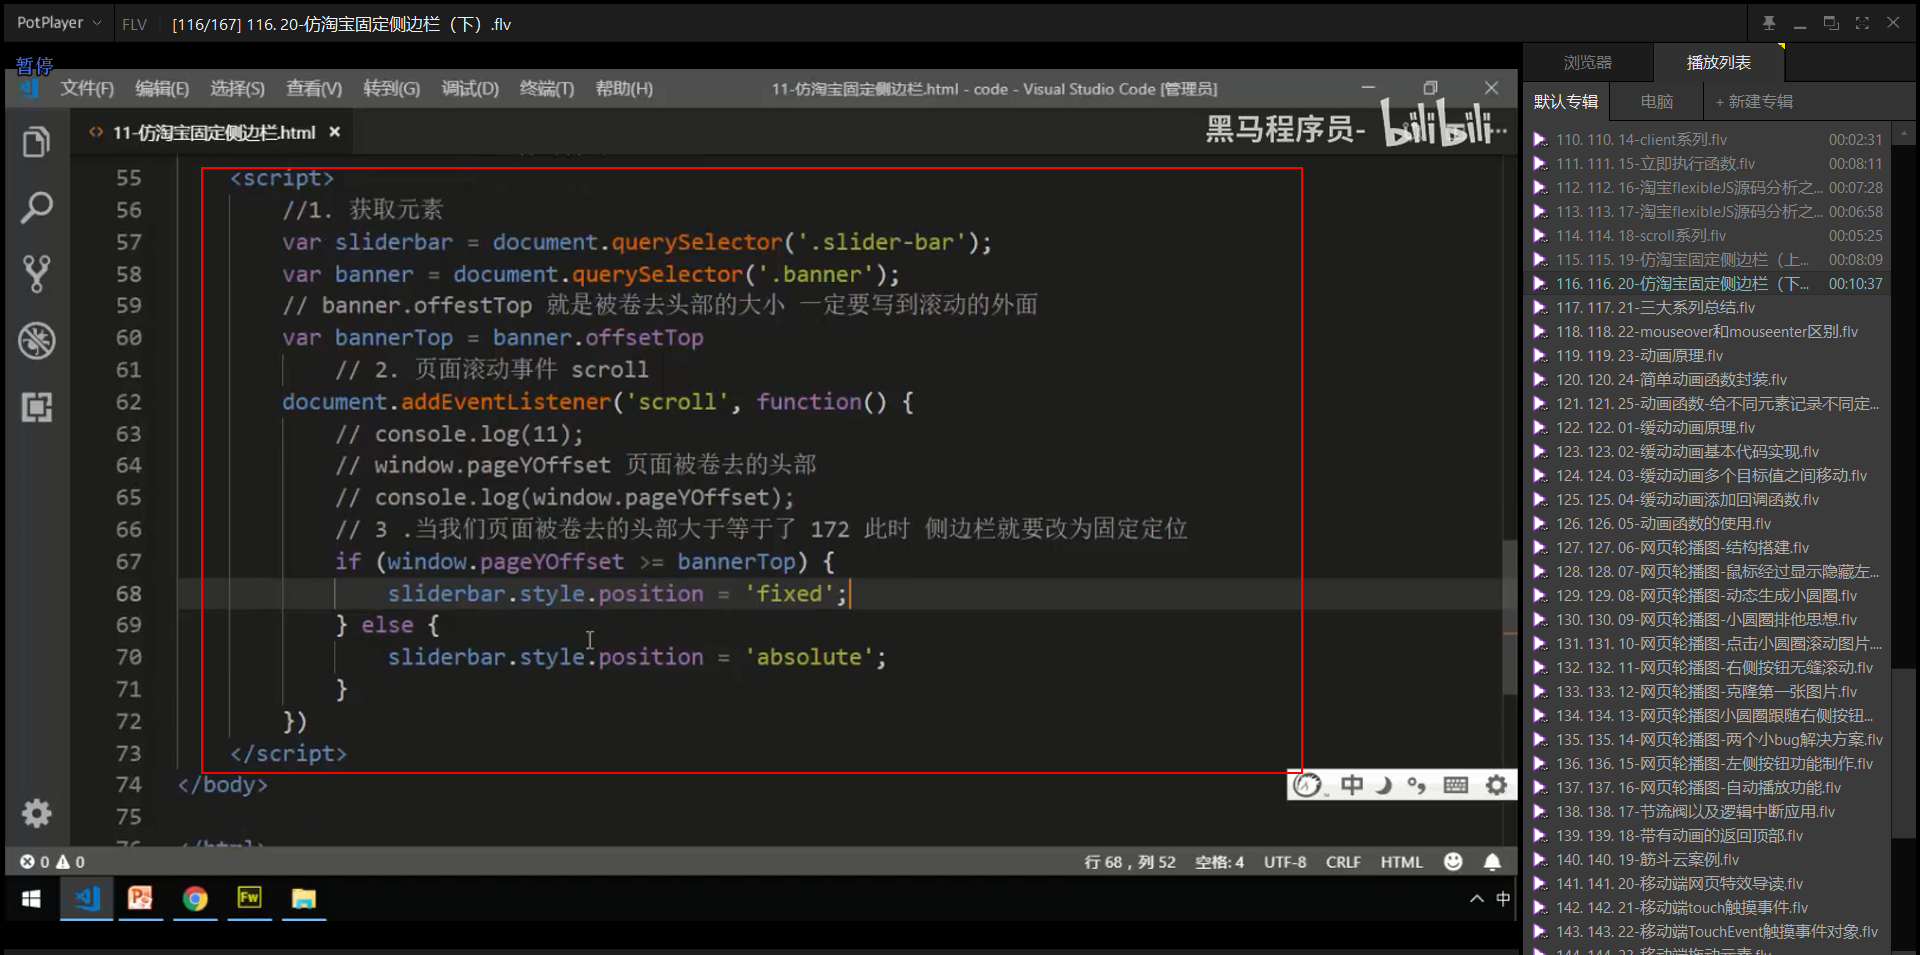 PotPlayer
FLV
[116/167] 116. 20-仿淘宝固定侧边栏（下）.flv
暂停
文件(F) 编辑(E) 选择(S) 查看(V) 转到(G) 调试(D) 终端(T) 帮助(H)
11-仿淘宝固定侧边栏.html - code - Visual Studio Code [管理员]
11-仿淘宝固定侧边栏.html
黑马程序员- bilibili
55 <script>
56 //1. 获取元素
57 var sliderbar = document.querySelector('.slider-bar');
58 var banner = document.querySelector('.banner');
59 // banner.offestTop 就是被卷去头部的大小 一定要写到滚动的外面
60 var bannerTop = banner.offsetTop
61 // 2. 页面滚动事件 scroll
62 document.addEventListener('scroll', function() {
63 // console.log(11);
64 // window.pageYOffset 页面被卷去的头部
65 // console.log(window.pageYOffset);
66 // 3 .当我们页面被卷去的头部大于等于了 172 此时 侧边栏就要改为固定定位
67 if (window.pageYOffset >= bannerTop) {
68 sliderbar.style.position = 'fixed';
69 } else {
70 sliderbar.style.position = 'absolute';
71 }
72 })
73 </script>
74 </body>
75
76 </html>
0 0
行 68，列 52 空格: 4 UTF-8 CRLF HTML
中
Fw
中
浏览器 播放列表
默认专辑 电脑 + 新建专辑
110. 110. 14-client系列.flv 00:02:31
111. 111. 15-立即执行函数.flv 00:08:11
112. 112. 16-淘宝flexibleJS源码分析之... 00:07:28
113. 113. 17-淘宝flexibleJS源码分析之... 00:06:58
114. 114. 18-scroll系列.flv 00:05:25
115. 115. 19-仿淘宝固定侧边栏（上... 00:08:09
116. 116. 20-仿淘宝固定侧边栏（下... 00:10:37
117. 117. 21-三大系列总结.flv
118. 118. 22-mouseover和mouseenter区别.flv
119. 119. 23-动画原理.flv
120. 120. 24-简单动画函数封装.flv
121. 121. 25-动画函数-给不同元素记录不同定...
122. 122. 01-缓动动画原理.flv
123. 123. 02-缓动动画基本代码实现.flv
124. 124. 03-缓动动画多个目标值之间移动.flv
125. 125. 04-缓动动画添加回调函数.flv
126. 126. 05-动画函数的使用.flv
127. 127. 06-网页轮播图-结构搭建.flv
128. 128. 07-网页轮播图-鼠标经过显示隐藏左...
129. 129. 08-网页轮播图-动态生成小圆圈.flv
130. 130. 09-网页轮播图-小圆圈排他思想.flv
131. 131. 10-网页轮播图-点击小圆圈滚动图片....
132. 132. 11-网页轮播图-右侧按钮无缝滚动.flv
133. 133. 12-网页轮播图-克隆第一张图片.flv
134. 134. 13-网页轮播图小圆圈跟随右侧按钮...
135. 135. 14-网页轮播图-两个小bug解决方案.flv
136. 136. 15-网页轮播图-左侧按钮功能制作.flv
137. 137. 16-网页轮播图-自动播放功能.flv
138. 138. 17-节流阀以及逻辑中断应用.flv
139. 139. 18-带有动画的返回顶部.flv
140. 140. 19-筋斗云案例.flv
141. 141. 20-移动端网页特效导读.flv
142. 142. 21-移动端touch触摸事件.flv
143. 143. 22-移动端TouchEvent触摸事件对象.flv
144. 144. 23-移动端拖动元素.flv